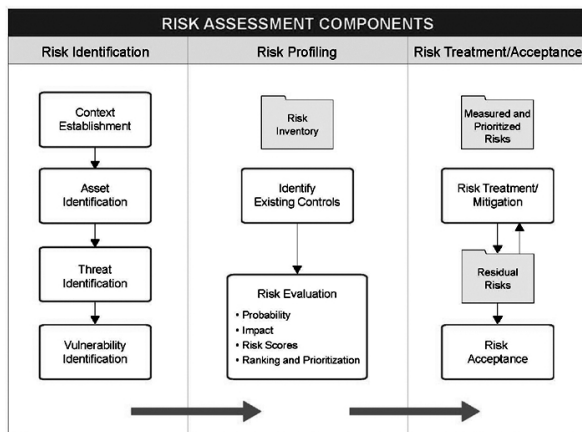 RISK ASSESSMENT COMPONENTS
Risk Identification
Context
Establishment
Asset
Identification
Threat
Identification
Vulnerability
Identification
Risk Profiling
Risk
Inventory
Identify
Existing Controls
Risk Evaluation
• Probability
• Impact
• Risk Scores
• Ranking and Prioritization
Risk Treatment/Acceptance
Measured and
Prioritized
Risks
Risk Treatment/
Mitigation
Residual
Risks
Risk
Acceptance